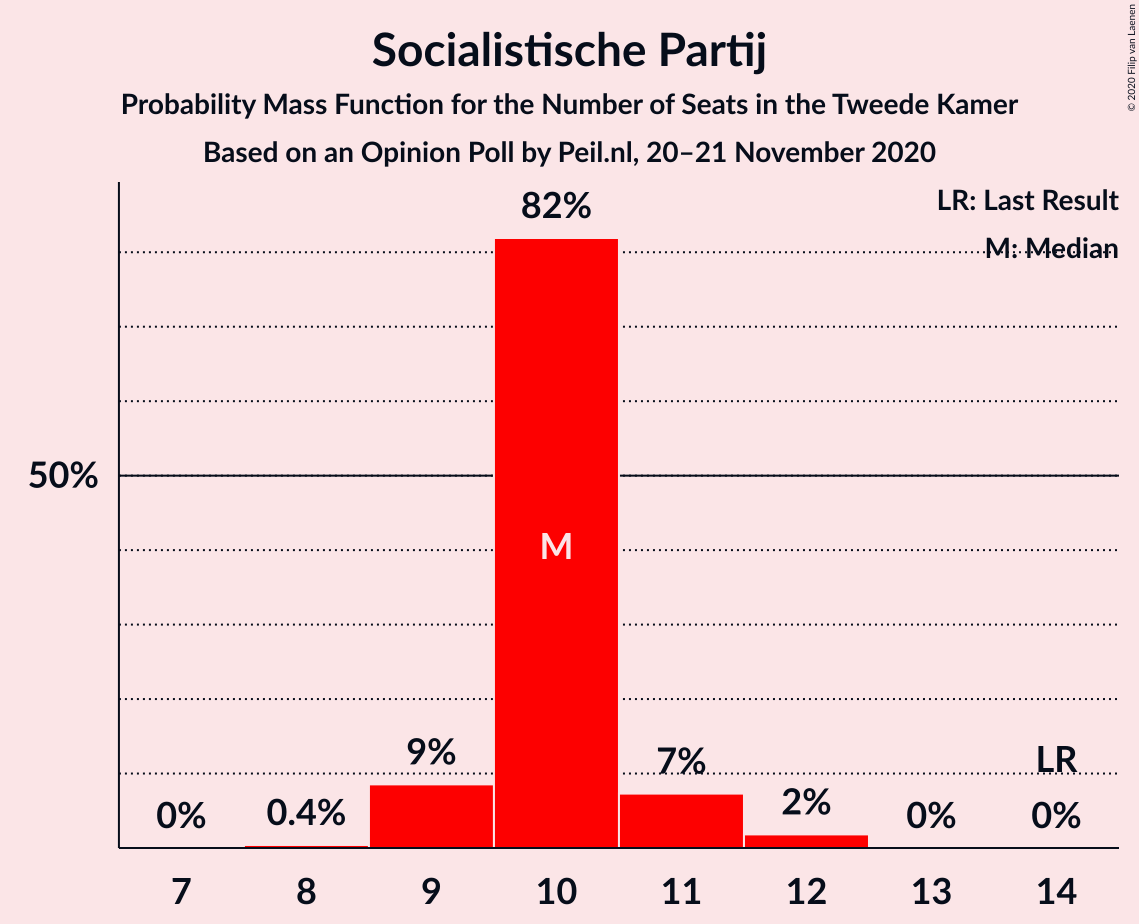 Socialistische Partij
Probability Mass Function for the Number of Seats in the Tweede Kamer
Based on an Opinion Poll by Peil.nl, 20–21 November 2020
© 2020 Filip van Laenen
LR: Last Result
M: Median
82%
50%
M
9%
7%
LR
0%
0.4%
2%
0%
0%
7
8
9
10
11
12
13
14